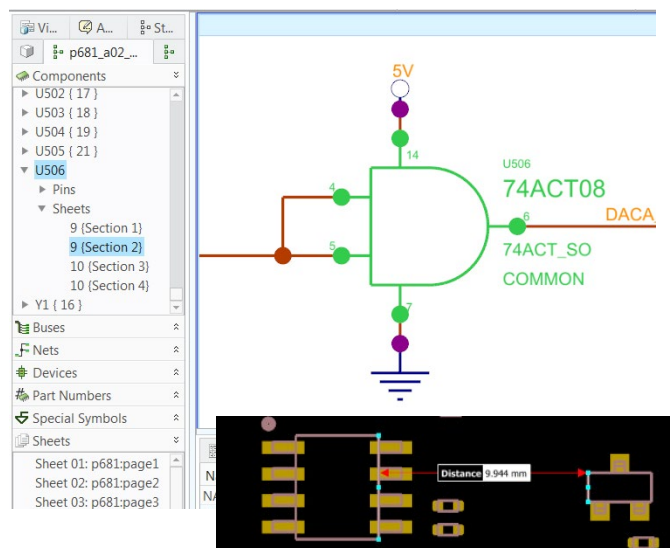 Vi...
A...
St...
p681_a02_...
Components
U502 { 17 }
U503 { 18 }
U504 { 19 }
U505 { 21 }
U506
Pins
Sheets
9 {Section 1}
9 {Section 2}
10 {Section 3}
10 {Section 4}
Y1 { 16 }
Buses
Nets
Devices
Part Numbers
Special Symbols
Sheets
Sheet 01: p681:page1
Sheet 02: p681:page2
Sheet 03: p681:page3
5V
14
U506
74ACT08
4
6
DACA_
5
74ACT_SO
COMMON
7
Distance 9.944 mm